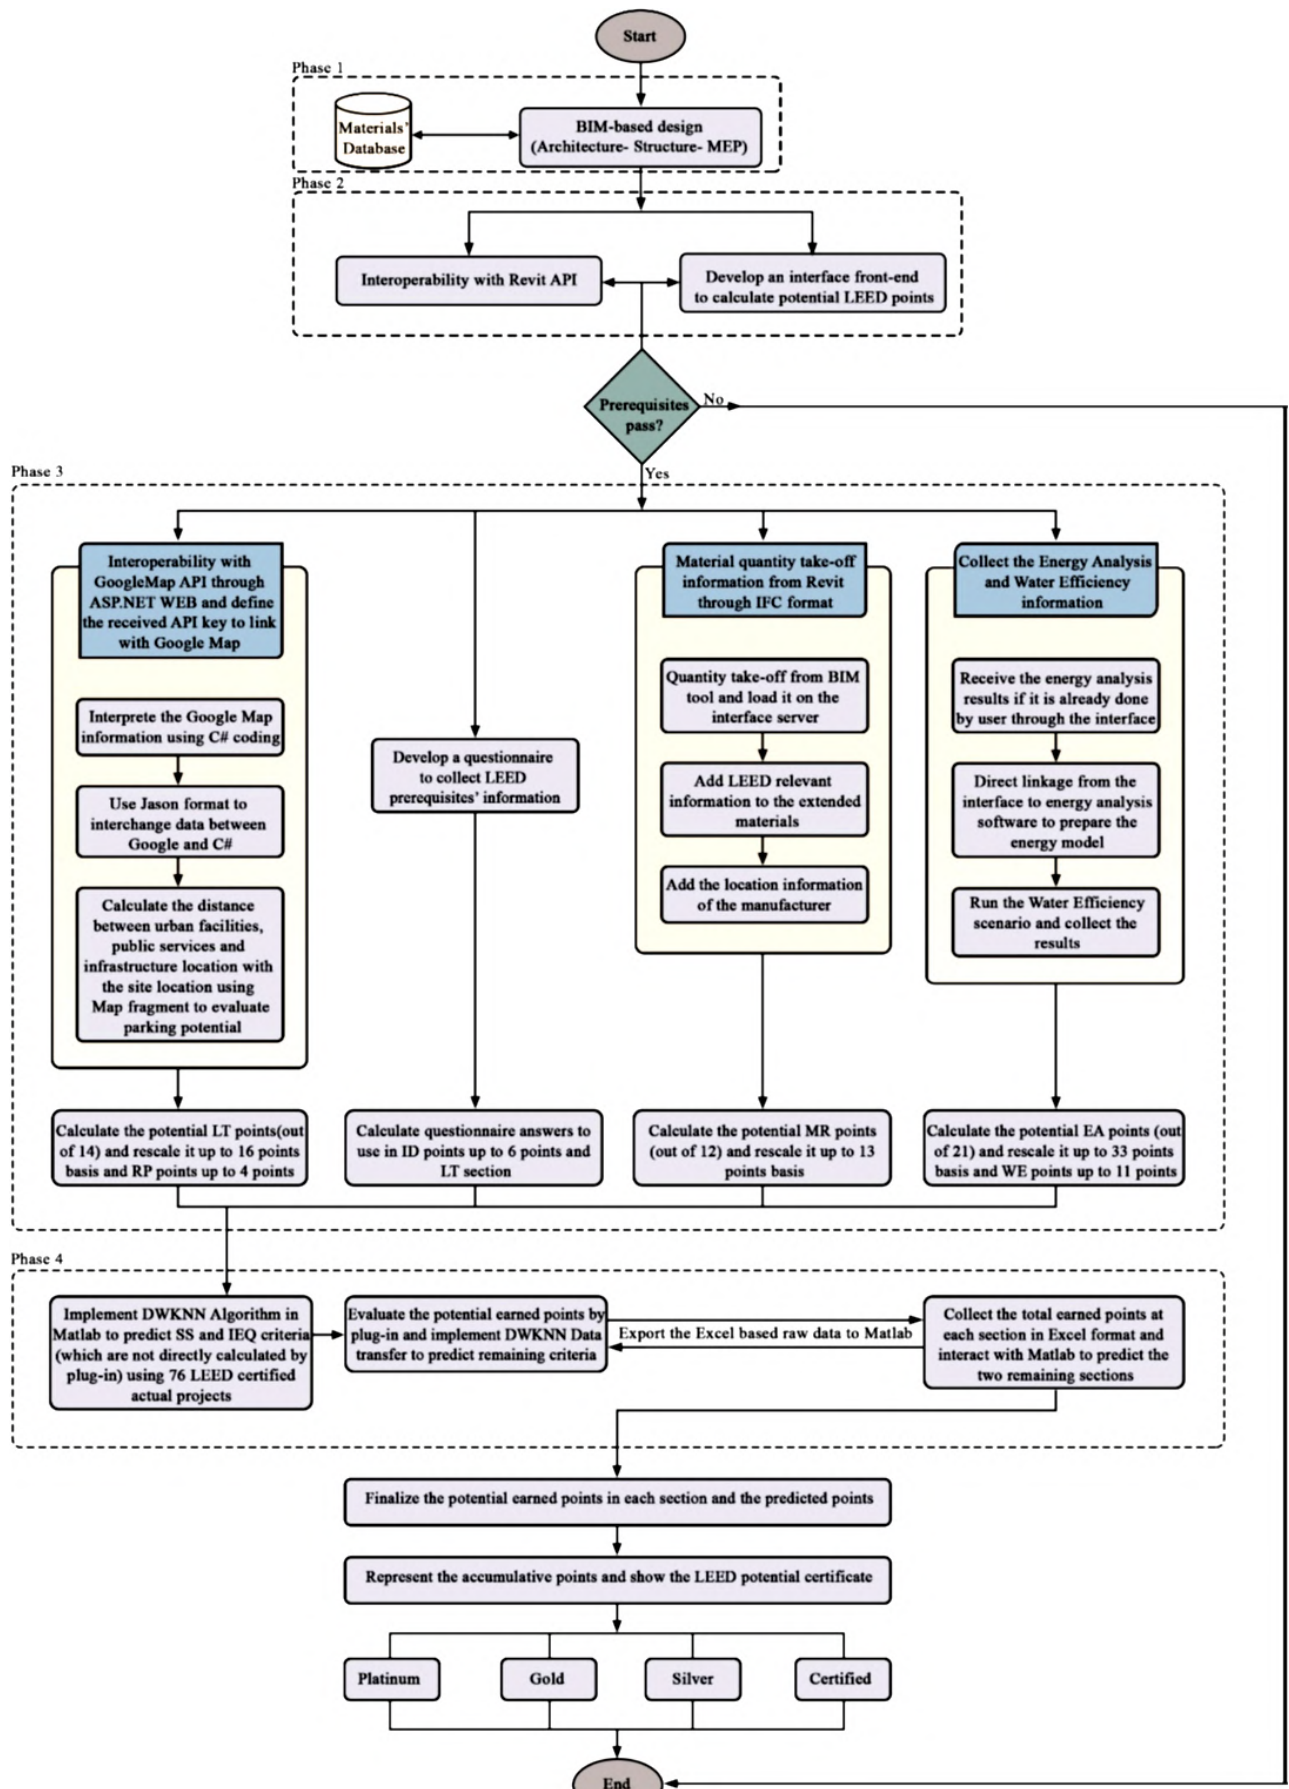 Start
Phase 1
Materials'
Database
BIM-based design
(Architecture- Structure- MEP)
Phase 2
Interoperability with Revit API
Develop an interface front-end
to calculate potential LEED points
Prerequisites
pass?
No
Yes
Phase 3
Interoperability with
GoogleMap API through
ASP.NET WEB and define
the received API key to link
with Google Map
Interprete the Google Map
information using C# coding
Use Jason format to
interchange data between
Google and C#
Calculate the distance
between urban facilities,
public services and
infrastructure location with
the site location using
Map fragment to evaluate
parking potential
Calculate the potential LT points(out
of 14) and rescale it up to 16 points
basis and RP points up to 4 points
Develop a questionnaire
to collect LEED
prerequisites' information
Calculate questionnaire answers to
use in ID points up to 6 points and
LT section
Material quantity take-off
information from Revit
through IFC format
Quantity take-off from BIM
tool and load it on the
interface server
Add LEED relevant
information to the extended
materials
Add the location information
of the manufacturer
Calculate the potential MR points
(out of 12) and rescale it up to 13
points basis
Collect the Energy Analysis
and Water Efficiency
information
Receive the energy analysis
results if it is already done
by user through the interface
Direct linkage from the
interface to energy analysis
software to prepare the
energy model
Run the Water Efficiency
scenario and collect the
results
Calculate the potential EA points (out
of 21) and rescale it up to 33 points
basis and WE points up to 11 points
Phase 4
Implement DWKNN Algorithm in
Matlab to predict SS and IEQ criteria
(which are not directly calculated by
plug-in) using 76 LEED certified
actual projects
Evaluate the potential earned points by
plug-in and implement DWKNN Data
transfer to predict remaining criteria
Export the Excel based raw data to Matlab
Collect the total earned points at
each section in Excel format and
interact with Matlab to predict the
two remaining sections
Finalize the potential earned points in each section and the predicted points
Represent the accumulative points and show the LEED potential certificate
Platinum
Gold
Silver
Certified
End